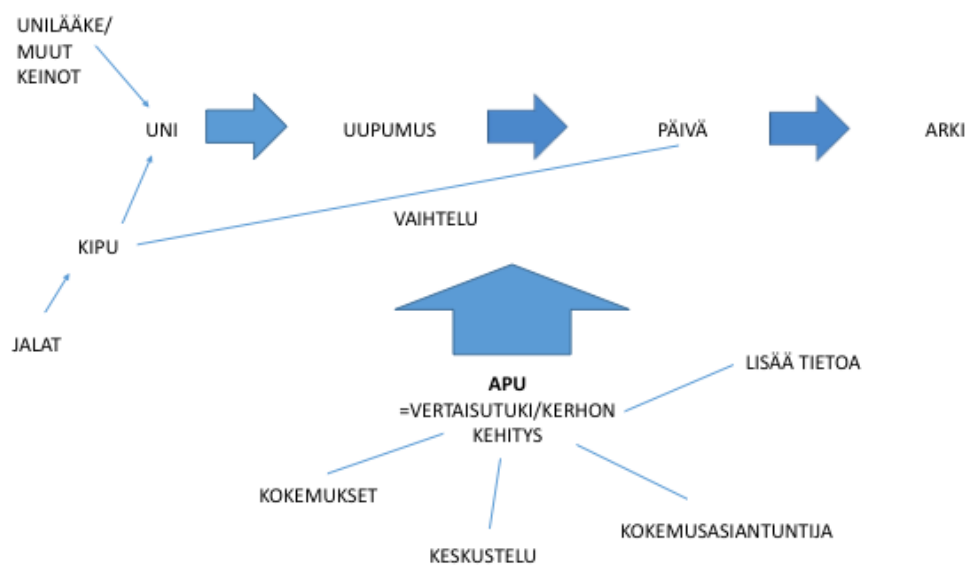 UNILÄÄKE/
MUUT
KEINOT
UNI
UUPUMUS
PÄIVÄ
ARKI
VAIHTELU
KIPU
JALAT
LISÄÄ TIETOA
APU
=VERTAISUTUKI/KERHON
KEHITYS
KOKEMUKSET
KOKEMUSASIANTUNTIJA
KESKUSTELU